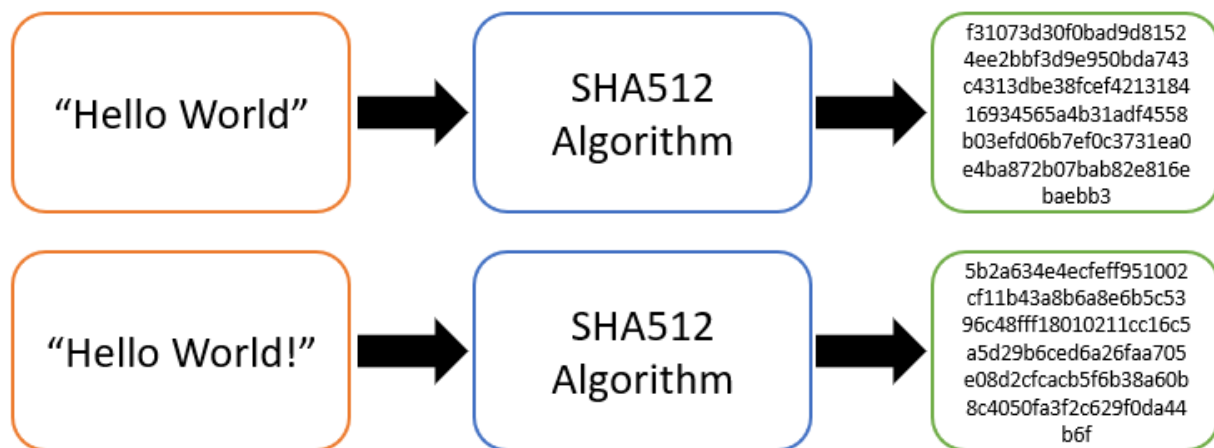 “Hello World”
SHA512
Algorithm
f31073d30f0bad9d8152
4ee2bbf3d9e950bda743
c4313dbe38fcef4213184
16934565a4b31adf4558
b03efd06b7ef0c3731ea0
e4ba872b07bab82e816e
baebb3
“Hello World!”
SHA512
Algorithm
5b2a634e4ecfeff951002
cf11b43a8b6a8e6b5c53
96c48fff18010211cc16c5
a5d29b6ced6a26faa705
e08d2cfcacb5f6b38a60b
8c4050fa3f2c629f0da44
b6f